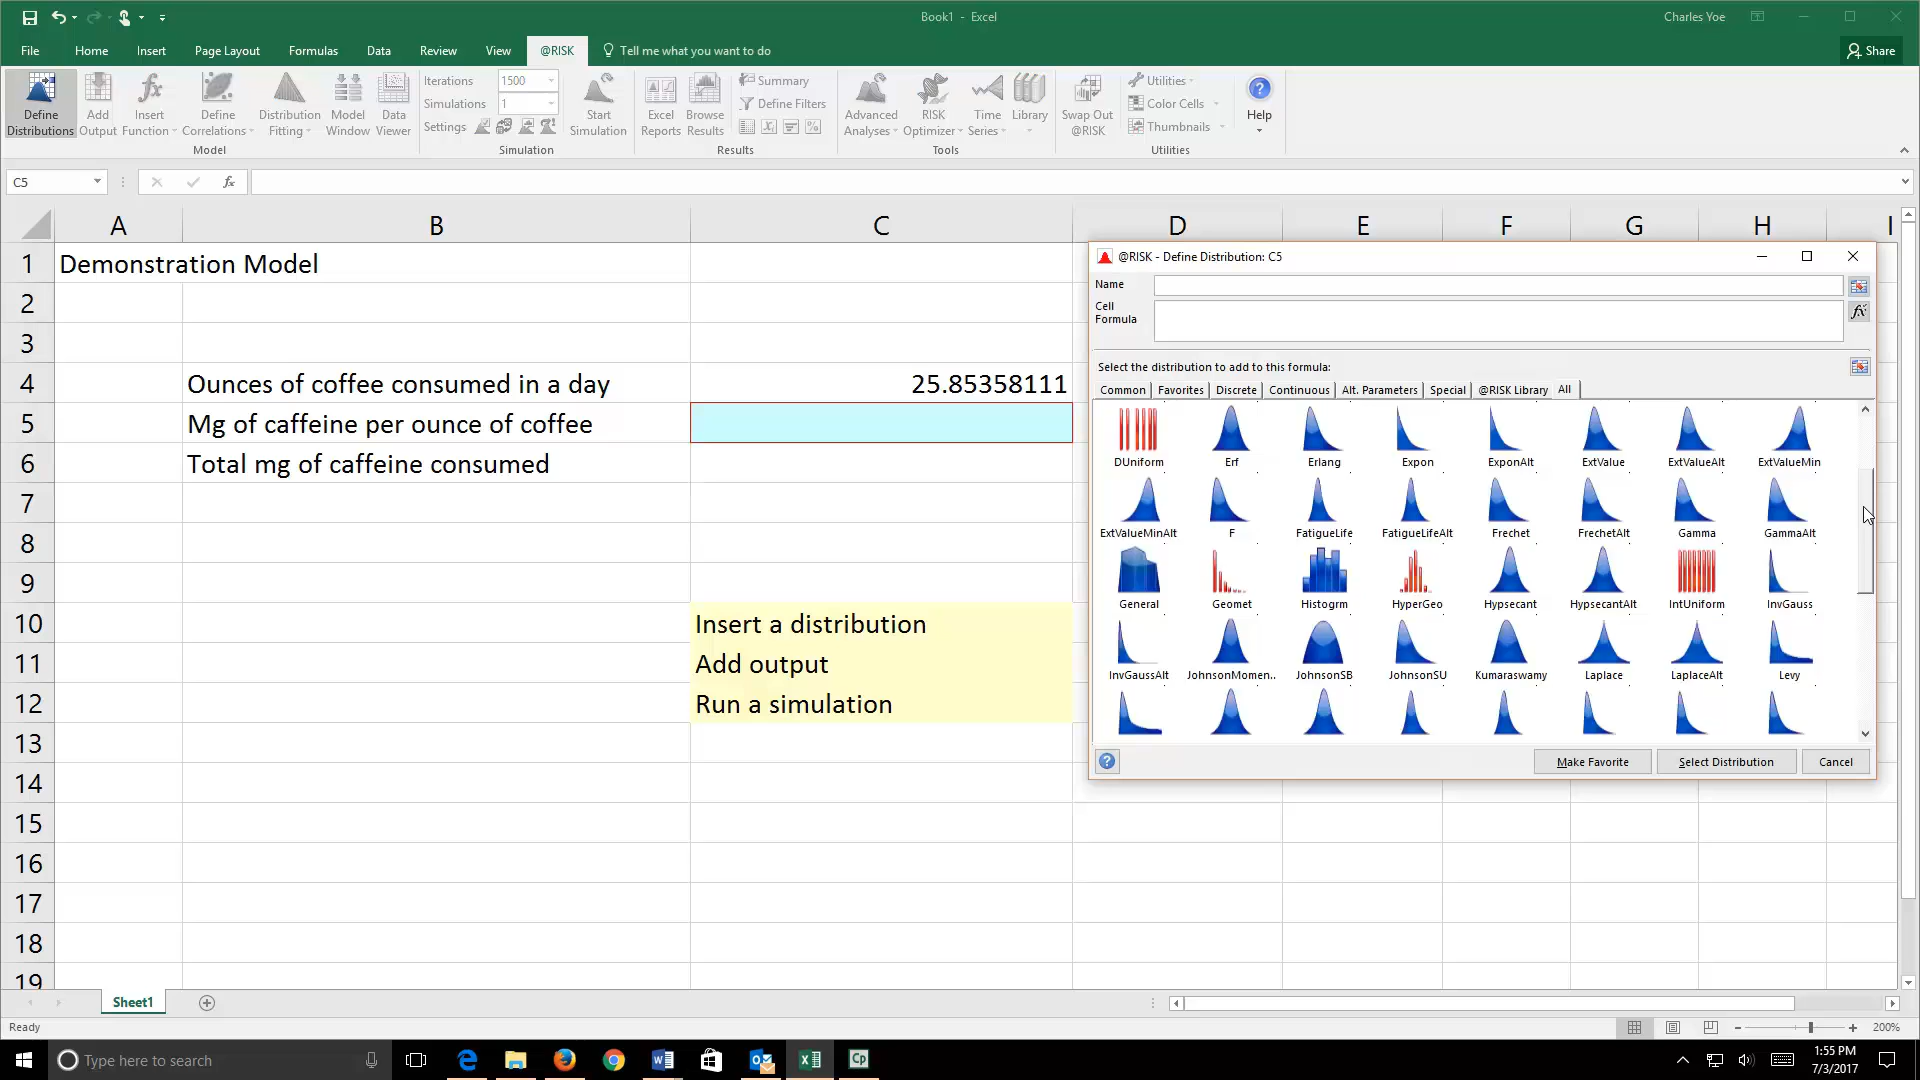 Book1 - Excel
Charles Yoe
File Home Insert Page Layout Formulas Data Review View @RISK Tell me what you want to do
Share
Define Distributions
Add Output
Insert Function
Define Correlations
Distribution Fitting
Model Window
Data Viewer
Model
Iterations 1500
Simulations 1
Settings
Start Simulation
Simulation
Excel Reports
Browse Results
Summary
Define Filters
Results
Advanced Analyses
RISK Optimizer
Time Series
Library
Tools
Swap Out @RISK
Utilities
Color Cells
Thumbnails
Utilities
Help
C5
fx
A B C D E F G H I
1 Demonstration Model
2
3
4 Ounces of coffee consumed in a day 25.85358111
5 Mg of caffeine per ounce of coffee
6 Total mg of caffeine consumed
7
8
9
10 Insert a distribution
11 Add output
12 Run a simulation
13
14
15
16
17
18
19
@RISK - Define Distribution: C5
Name
Cell Formula
fx
Select the distribution to add to this formula:
Common Favorites Discrete Continuous Alt. Parameters Special @RISK Library All
DUniform Erf Erlang Expon ExponAlt ExtValue ExtValueAlt ExtValueMin
ExtValueMinAlt F FatigueLife FatigueLifeAlt Frechet FrechetAlt Gamma GammaAlt
General Geomet Histogrm HyperGeo Hypsecant HypsecantAlt IntUniform InvGauss
InvGaussAlt JohnsonMomen.. JohnsonSB JohnsonSU Kumaraswamy Laplace LaplaceAlt Levy
Make Favorite Select Distribution Cancel
Sheet1
Ready
200%
Type here to search
1:55 PM
7/3/2017